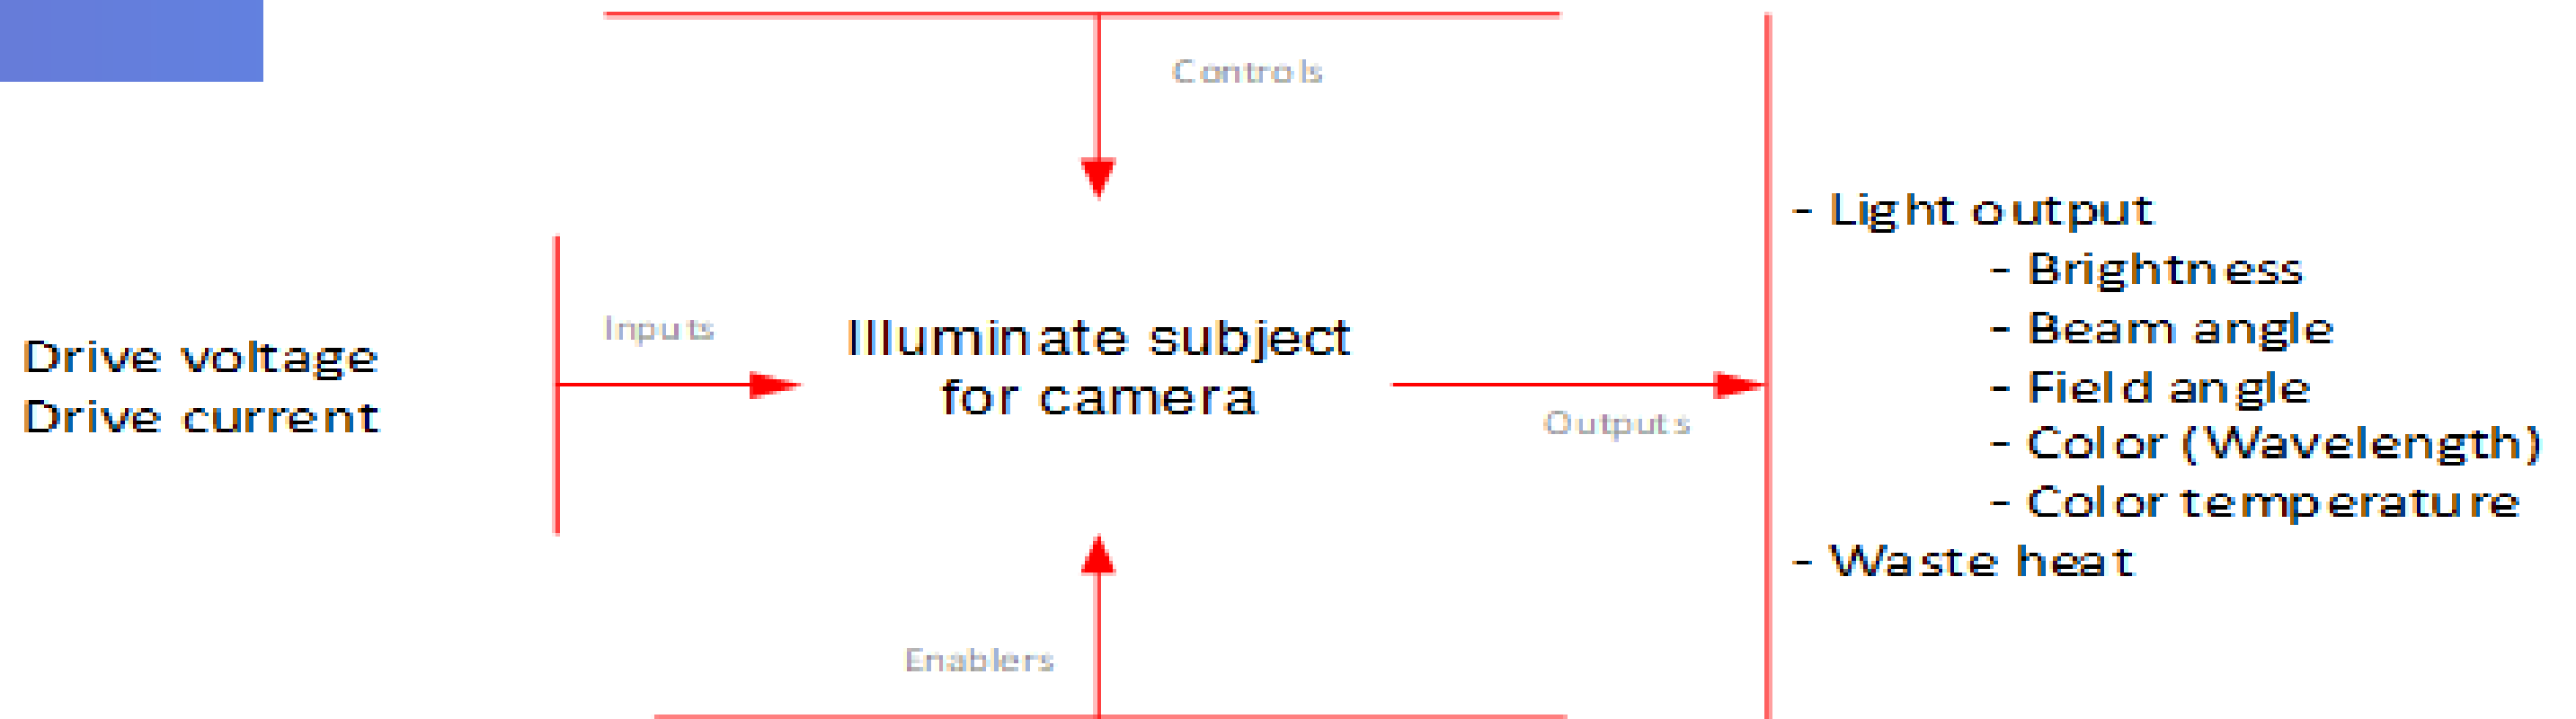 Controls
Inputs
Drive voltage
Drive current
Illuminate subject
for camera
Outputs
- Light output
- Brightness
- Beam angle
- Field angle
- Color (Wavelength)
- Color temperature
- Waste heat
Enablers